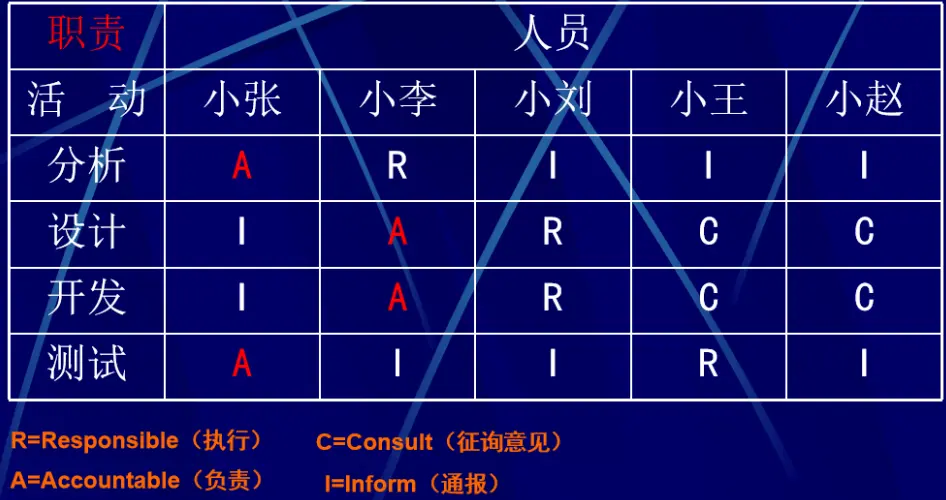 职责 人员
活 动 小张 小李 小刘 小王 小赵
分析 A R I I I
设计 I A R C C
开发 I A R C C
测试 A I I R I
R=Responsible（执行） C=Consult（征询意见）
A=Accountable（负责） I=Inform（通报）